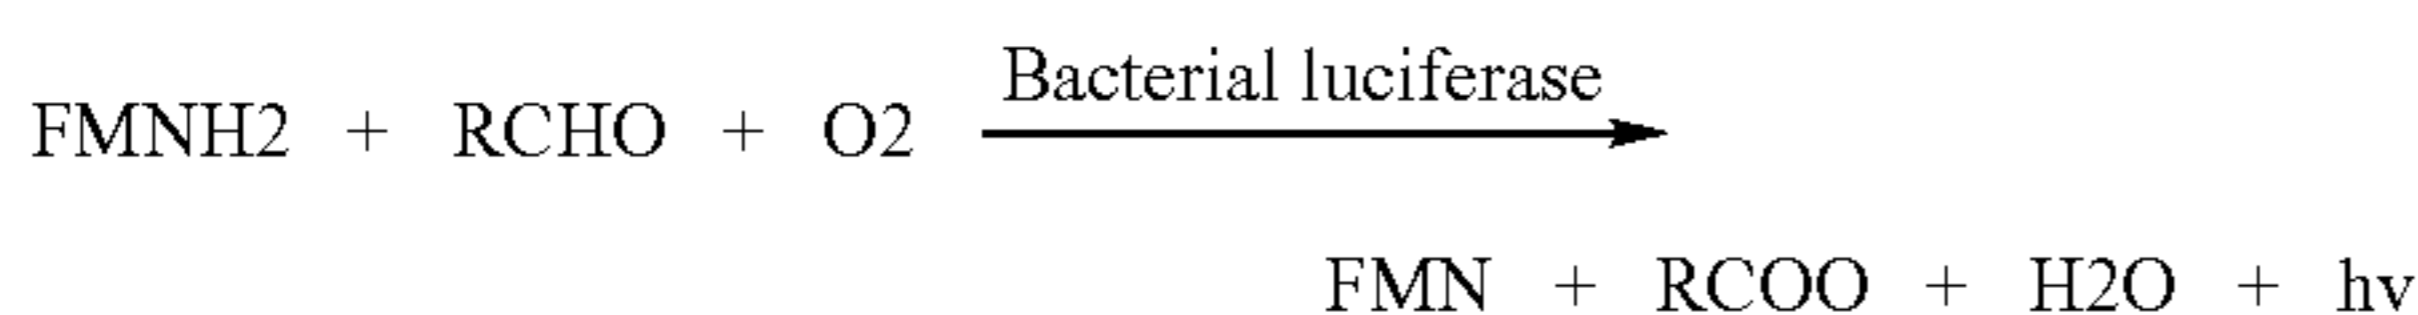 Bacterial luciferase
FMNH2 + RCHO + O2
FMN + RCOO + H2O + hv